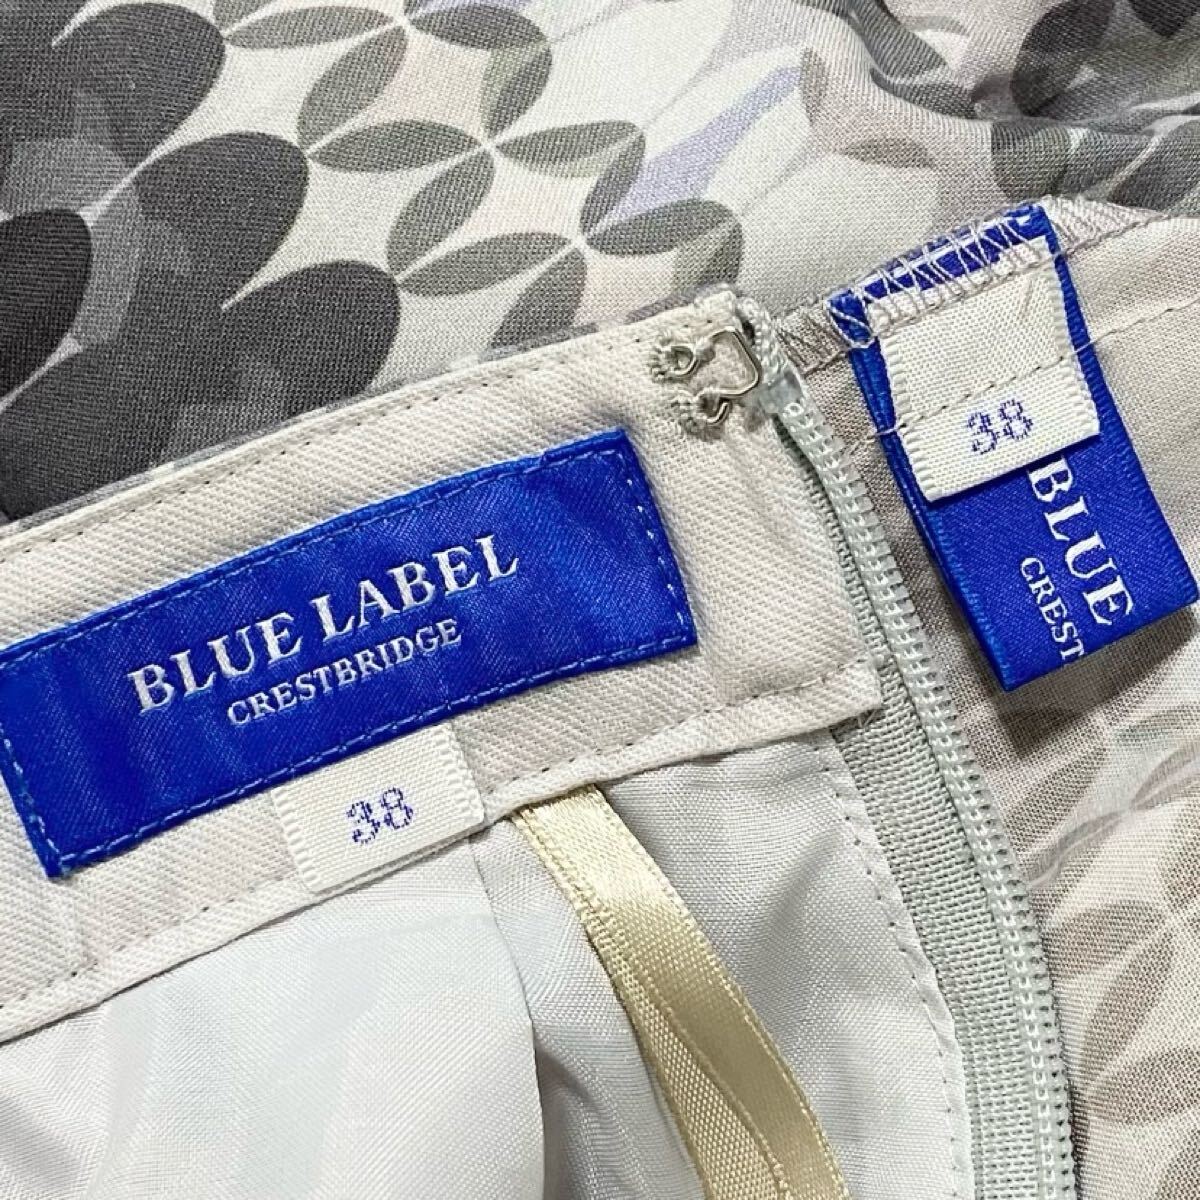 BLUE LABEL
CRESTBRIDGE
38
38
BLUE
CREST